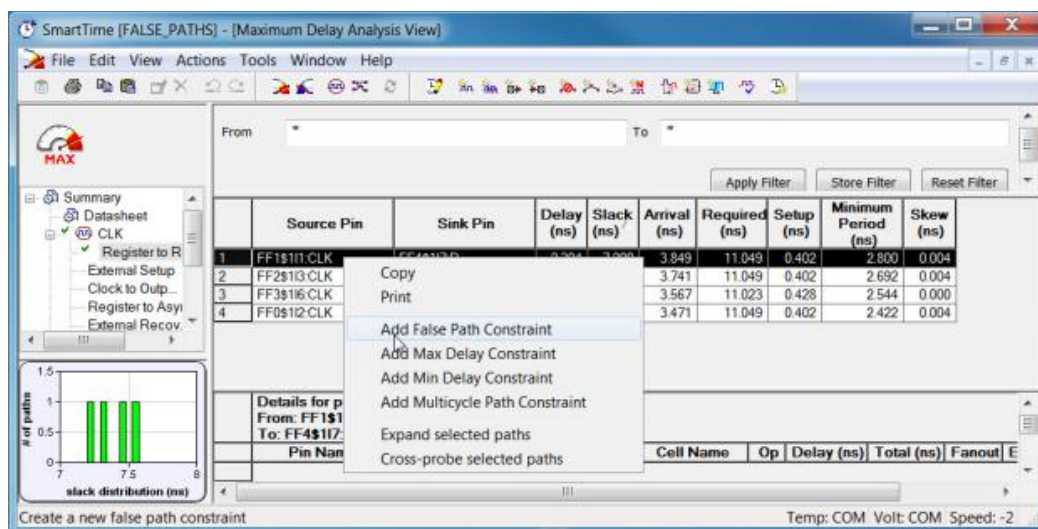 SmartTime [FALSE_PATHS] - [Maximum Delay Analysis View]
File Edit View Actions Tools Window Help
MAX
From * To *
Apply Filter Store Filter Reset Filter
Summary
Datasheet
CLK
Register to R
External Setup
Clock to Outp...
Register to Asyı
External Recov.
Source Pin Sink Pin Delay (ns) Slack (ns) Arrival (ns) Required (ns) Setup (ns) Minimum Period (ns) Skew (ns)
1 FF1$1I1:CLK 3.849 11.049 0.402 2.800 0.004
2 FF2$1I3:CLK 3.741 11.049 0.402 2.692 0.004
3 FF3$1I6:CLK 3.567 11.023 0.428 2.544 0.000
4 FF0$1I2:CLK 3.471 11.049 0.402 2.422 0.004
Copy
Print
Add False Path Constraint
Add Max Delay Constraint
Add Min Delay Constraint
Add Multicycle Path Constraint
Expand selected paths
Cross-probe selected paths
Details for p
From: FF1$1
To: FF4$1I7:
Pin Nam Cell Name Op Delay (ns) Total (ns) Fanout E
# of paths
1.5
1
0.5
0
7 7.5 8
slack distribution (ns)
Create a new false path constraint Temp: COM Volt: COM Speed: -2